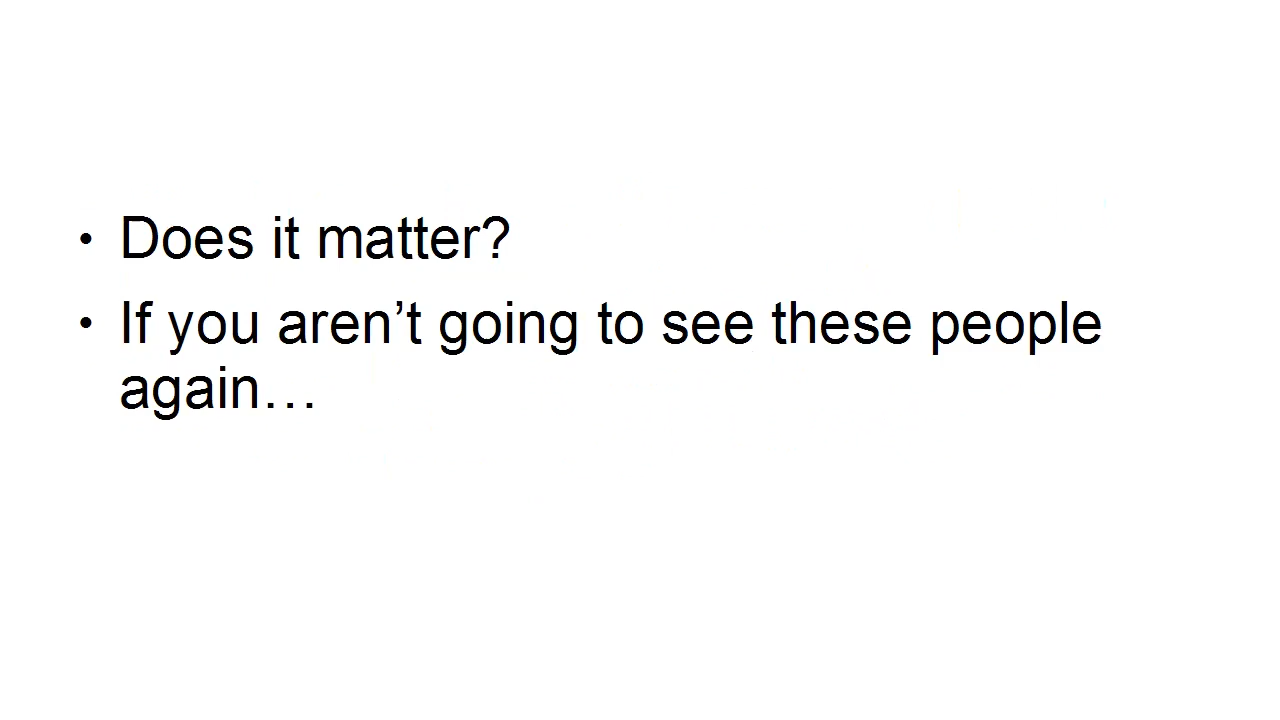 • Does it matter?
• If you aren’t going to see these people
again…